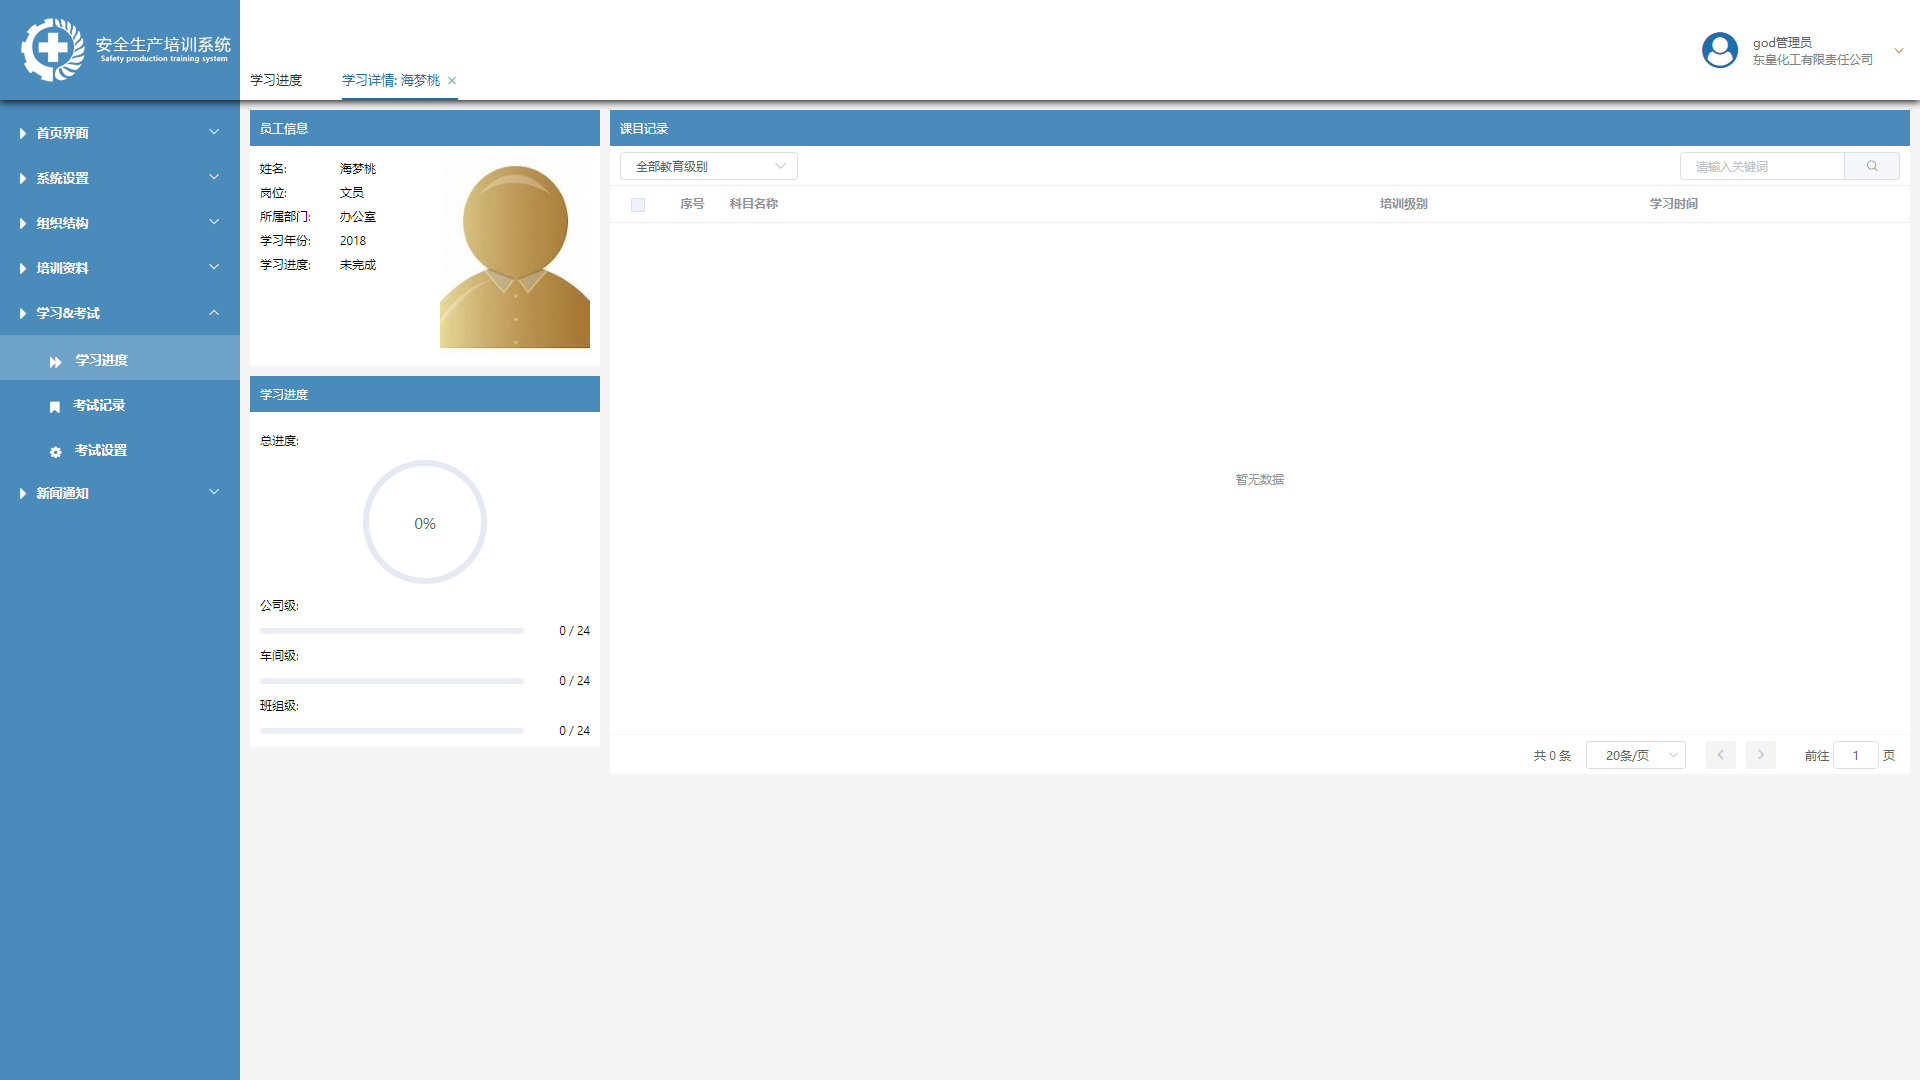 安全生产培训系统
Safety production training system
学习进度
学习详情: 海梦桃
god管理员
东皇化工有限责任公司
首页界面
系统设置
组织结构
培训资料
学习&考试
学习进度
考试记录
考试设置
新闻通知
员工信息
姓名: 海梦桃
岗位: 文员
所属部门: 办公室
学习年份: 2018
学习进度: 未完成
学习进度
总进度:
0%
公司级:
0 / 24
车间级:
0 / 24
班组级:
0 / 24
课目记录
全部教育级别
请输入关键词
序号 科目名称 培训级别 学习时间
暂无数据
共 0 条 20条/页 前往 1 页